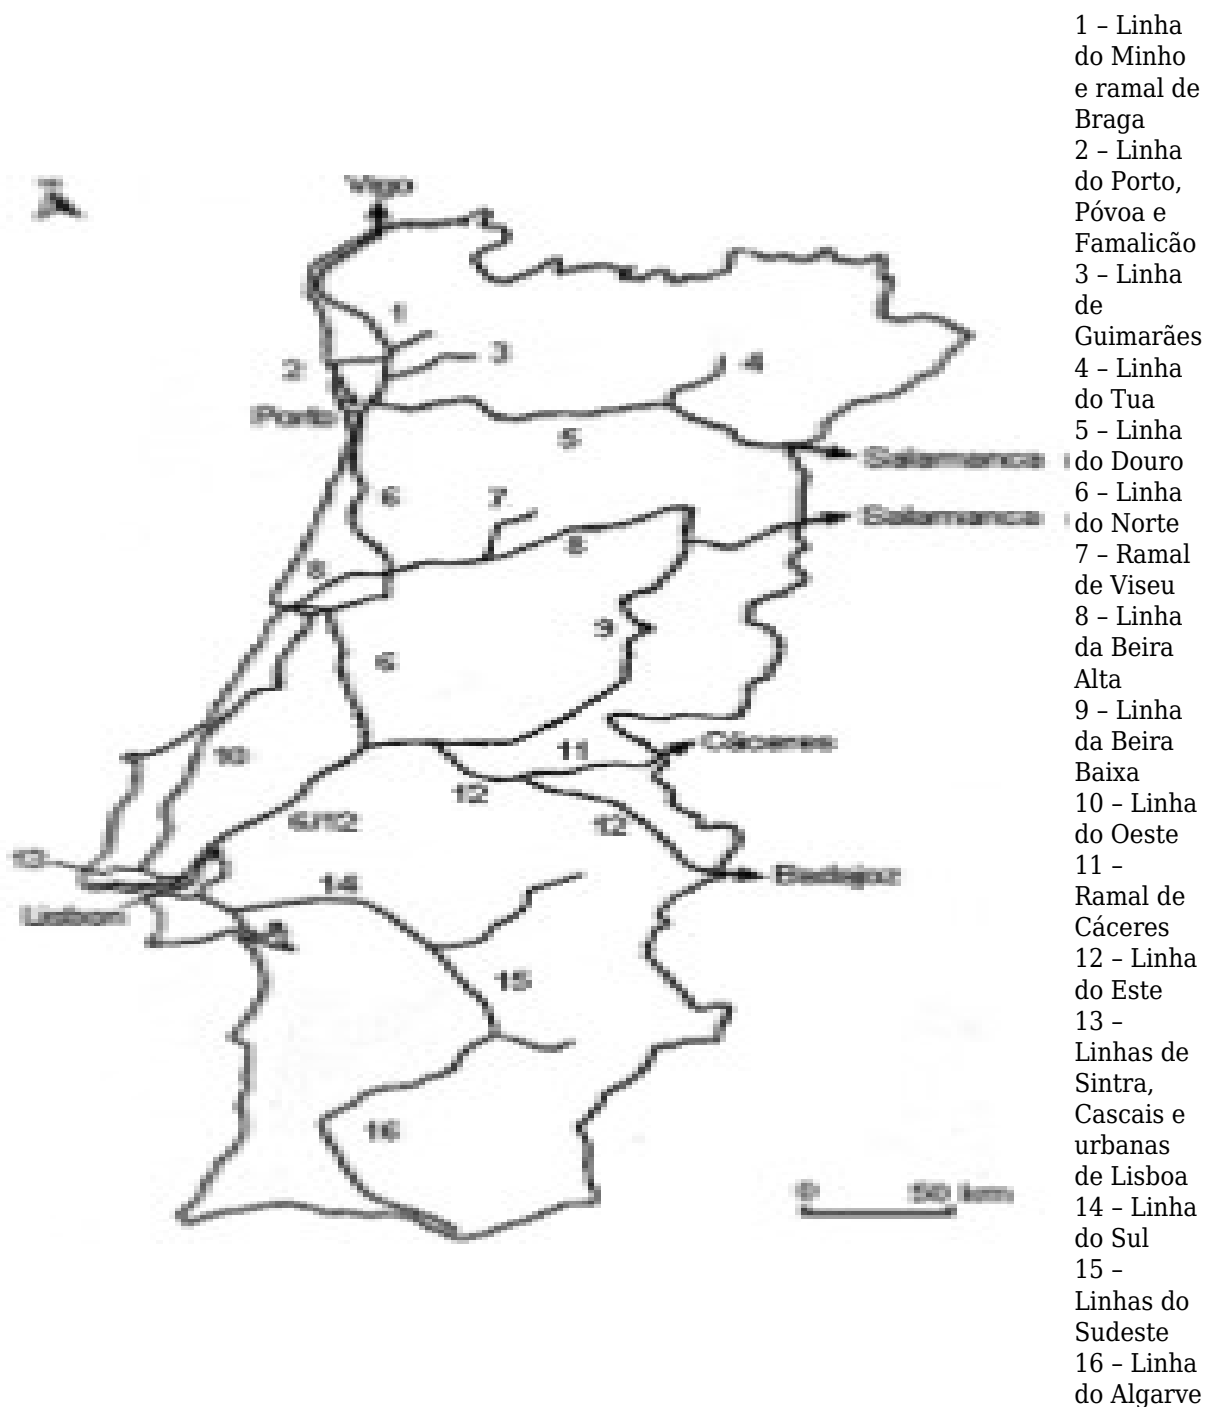 Vigo
1
3
2
4
Porto
5
Salamanca
6
7
Salamanca
8
8
9
6
Cáceres
10
11
12
6/12
12
13
Badajoz
14
Lisbon
15
16
0 50 km
1 – Linha
do Minho
e ramal de
Braga
2 – Linha
do Porto,
Póvoa e
Famalicão
3 – Linha
de
Guimarães
4 – Linha
do Tua
5 – Linha
do Douro
6 – Linha
do Norte
7 – Ramal
de Viseu
8 – Linha
da Beira
Alta
9 – Linha
da Beira
Baixa
10 – Linha
do Oeste
11 –
Ramal de
Cáceres
12 – Linha
do Este
13 –
Linhas de
Sintra,
Cascais e
urbanas
de Lisboa
14 – Linha
do Sul
15 –
Linhas do
Sudeste
16 – Linha
do Algarve